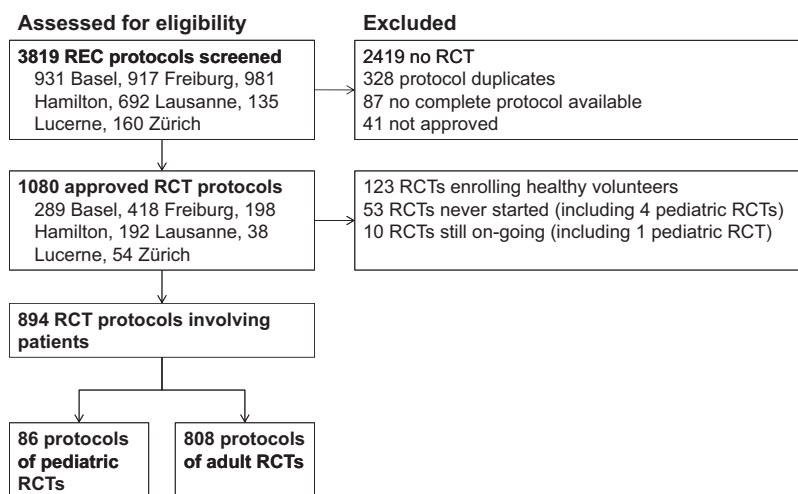 Assessed for eligibility
3819 REC protocols screened
931 Basel, 917 Freiburg, 981
Hamilton, 692 Lausanne, 135
Lucerne, 160 Zürich
Excluded
2419 no RCT
328 protocol duplicates
87 no complete protocol available
41 not approved
1080 approved RCT protocols
289 Basel, 418 Freiburg, 198
Hamilton, 192 Lausanne, 38
Lucerne, 54 Zürich
123 RCTs enrolling healthy volunteers
53 RCTs never started (including 4 pediatric RCTs)
10 RCTs still on-going (including 1 pediatric RCT)
894 RCT protocols involving
patients
86 protocols
of pediatric
RCTs
808 protocols
of adult RCTs